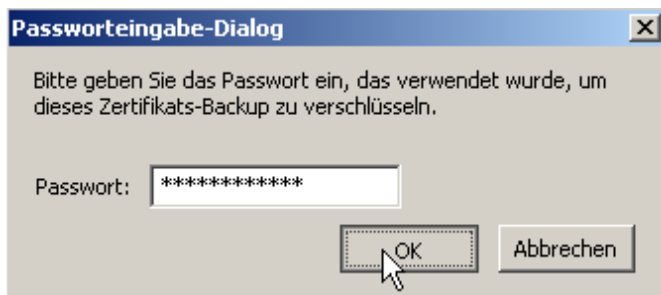 Passworteingabe-Dialog
Bitte geben Sie das Passwort ein, das verwendet wurde, um
dieses Zertifikats-Backup zu verschlüsseln.
Passwort: ************
OK Abbrechen